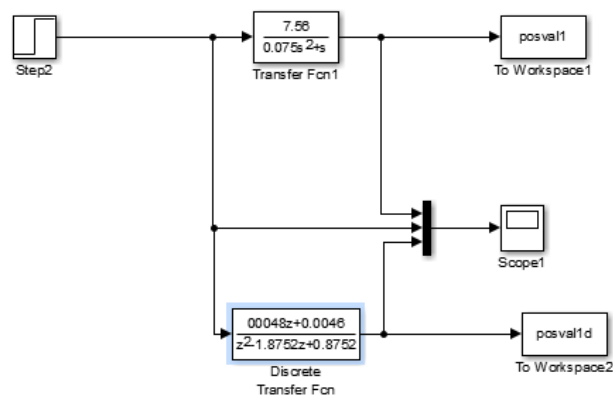 7.56
0.075s²+s
posval1
Step2
Transfer Fcn1
To Workspace1
Scope1
00048z+0.0046
z²-1.8752z+0.8752
posval1d
Discrete
Transfer Fcn
To Workspace2